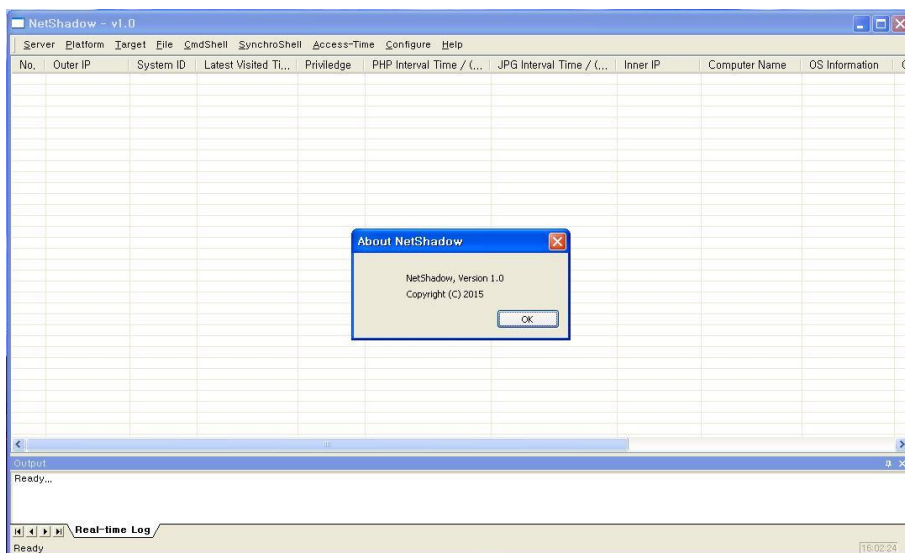 NetShadow - v1.0
Server Platform Target File CmdShell SynchroShell Access-Time Configure Help
No. Outer IP System ID Latest Visited Ti... Priviledge PHP Interval Time / (... JPG Interval Time / (... Inner IP Computer Name OS Information
About NetShadow
NetShadow, Version 1.0
Copyright (C) 2015
OK
Output
Ready...
Real-time Log
Ready 16:02:24